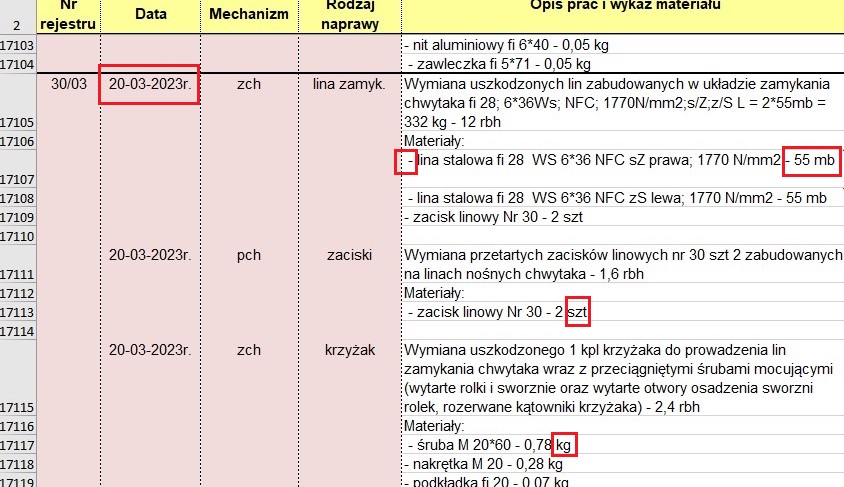 Nr rejestru Data Mechanizm Rodzaj naprawy Opis prac i wykaz materiału
2
17103 - nit aluminiowy fi 6*40 - 0,05 kg
17104 - zawleczka fi 5*71 - 0,05 kg
30/03 20-03-2023r. zch lina zamyk. Wymiana uszkodzonych lin zabudowanych w układzie zamykania
chwytaka fi 28; 6*36Ws; NFC; 1770N/mm2;s/Z;z/S L = 2*55mb =
17105 332 kg - 12 rbh
17106 Materiały:
- lina stalowa fi 28 WS 6*36 NFC sZ prawa; 1770 N/mm2 - 55 mb
17107
17108 - lina stalowa fi 28 WS 6*36 NFC zS lewa; 1770 N/mm2 - 55 mb
17109 - zacisk linowy Nr 30 - 2 szt
17110
20-03-2023r. pch zaciski Wymiana przetartych zacisków linowych nr 30 szt 2 zabudowanych
17111 na linach nośnych chwytaka - 1,6 rbh
17112 Materiały:
17113 - zacisk linowy Nr 30 - 2 szt
17114
20-03-2023r. zch krzyżak Wymiana uszkodzonego 1 kpl krzyżaka do prowadzenia lin
zamykania chwytaka wraz z przeciągniętymi śrubami mocującymi
(wytarte rolki i sworznie oraz wytarte otwory osadzenia sworzni
17115 rolek, rozerwane kątowniki krzyżaka) - 2,4 rbh
17116 Materiały:
17117 - śruba M 20*60 - 0,78 kg
17118 - nakrętka M 20 - 0,28 kg
17119 - podkładka fi 20 - 0,07 kg